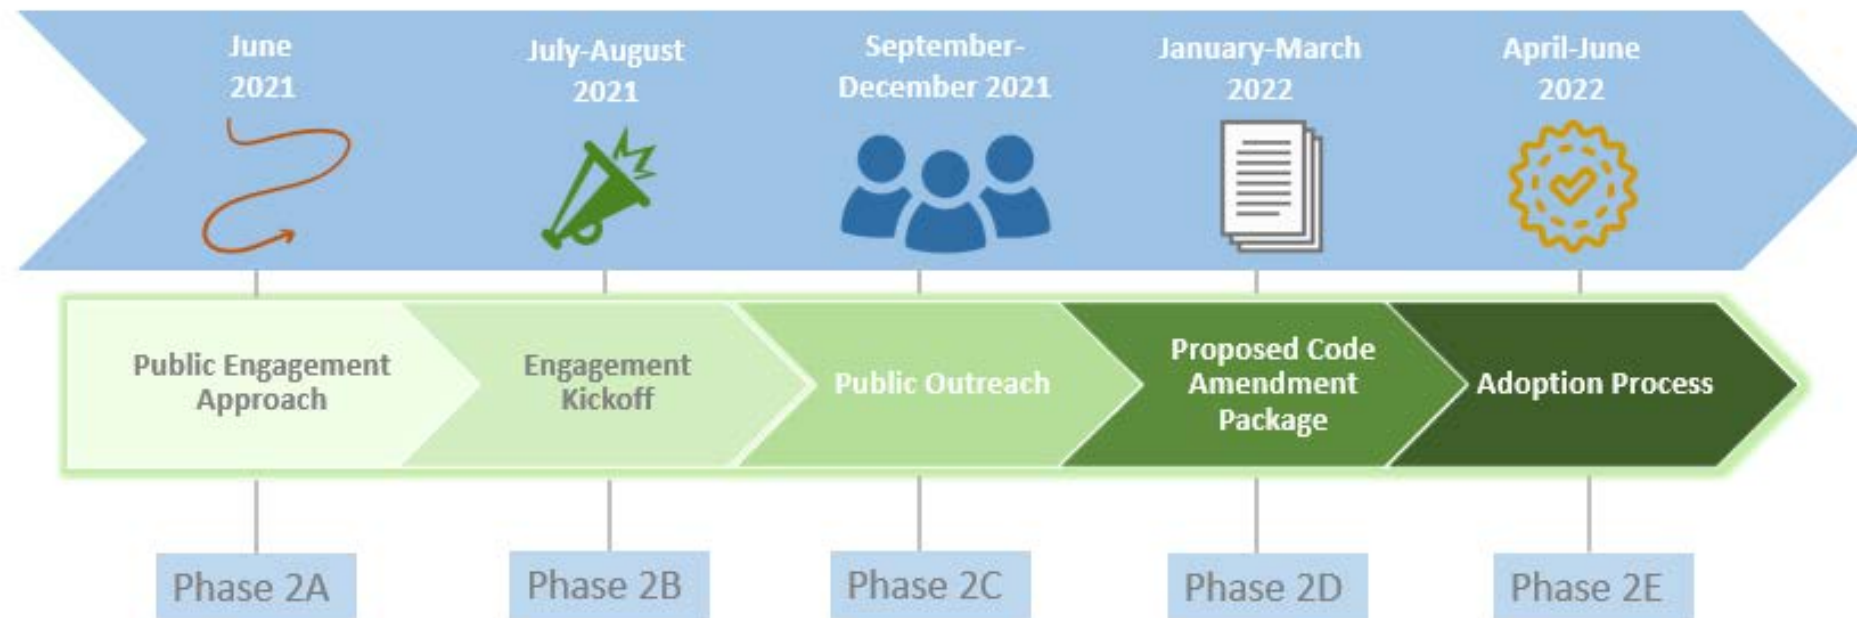 June
2021
July-August
2021
September-
December 2021
January-March
2022
April-June
2022
Public Engagement
Approach
Engagement
Kickoff
Public Outreach
Proposed Code
Amendment
Package
Adoption Process
Phase 2A
Phase 2B
Phase 2C
Phase 2D
Phase 2E